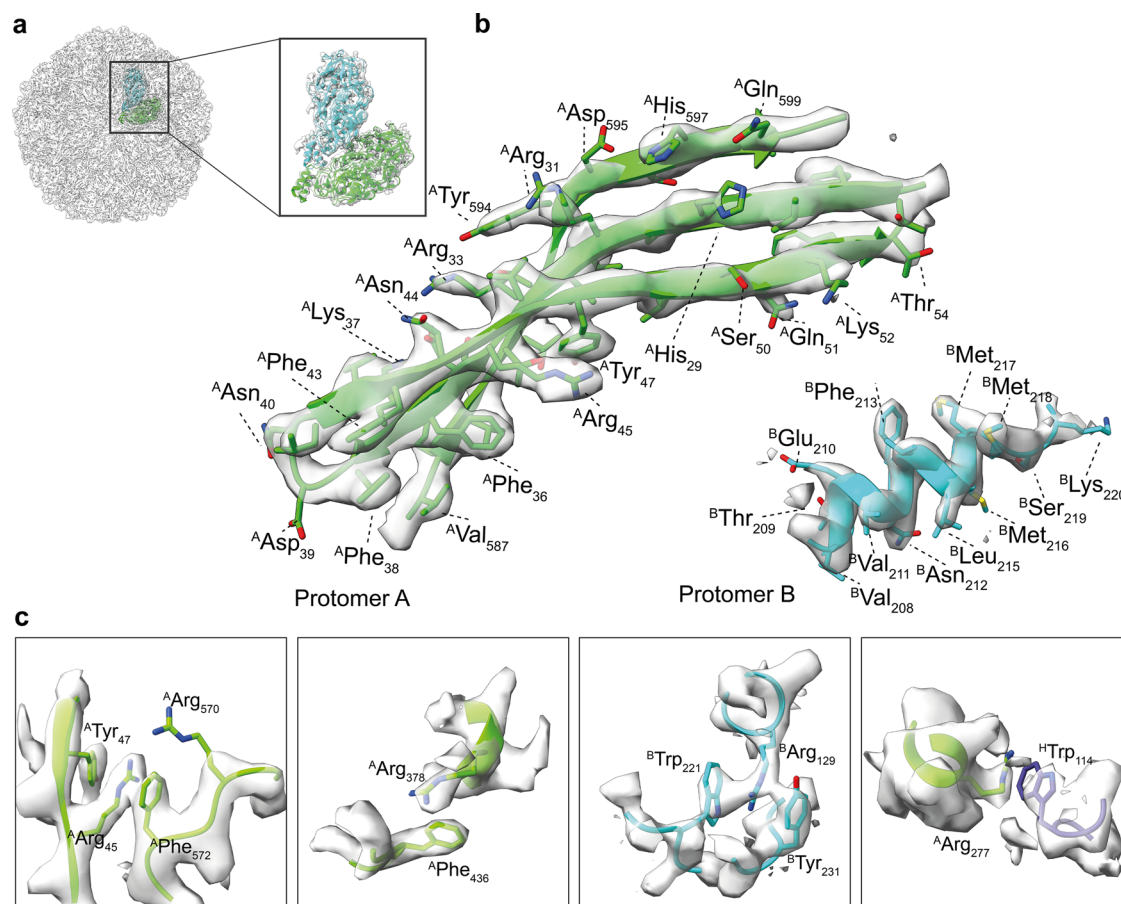 a
b
ᴬGln₅₉₉
ᴬHis₅₉₇
ᴬAsp₅₉₅
ᴬArg₃₁
ᴬTyr₅₉₄
ᴬArg₃₃
ᴬAsn₄₄
ᴬLys₃₇
ᴬPhe₄₃
ᴬAsn₄₀
ᴬThr₅₄
ᴬLys₅₂
ᴬGln₅₁
ᴬSer₅₀
ᴬHis₂₉
ᴬTyr₄₇
ᴬArg₄₅
ᴬPhe₃₆
ᴬVal₅₈₇
ᴬPhe₃₈
ᴬAsp₃₉
Protomer A
ᴮMet₂₁₇
ᴮMet₂₁₈
ᴮPhe₂₁₃
ᴮGlu₂₁₀
ᴮLys₂₂₀
ᴮSer₂₁₉
ᴮThr₂₀₉
ᴮMet₂₁₆
ᴮLeu₂₁₅
ᴮVal₂₁₁
ᴮAsn₂₁₂
ᴮVal₂₀₈
Protomer B
c
ᴬArg₅₇₀
ᴬTyr₄₇
ᴬArg₄₅
ᴬPhe₅₇₂
ᴬArg₃₇₈
ᴬPhe₄₃₆
ᴮTrp₂₂₁
ᴮArg₁₂₉
ᴮTyr₂₃₁
ᴴTrp₁₁₄
ᴬArg₂₇₇